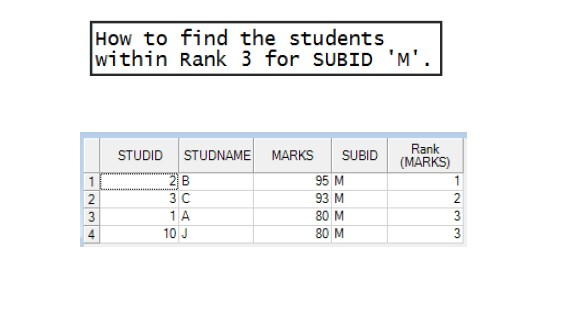 How to find the students
within Rank 3 for SUBID 'M'.
STUDID STUDNAME MARKS SUBID Rank (MARKS)
1 2 B 95 M 1
2 3 C 93 M 2
3 1 A 80 M 3
4 10 J 80 M 3